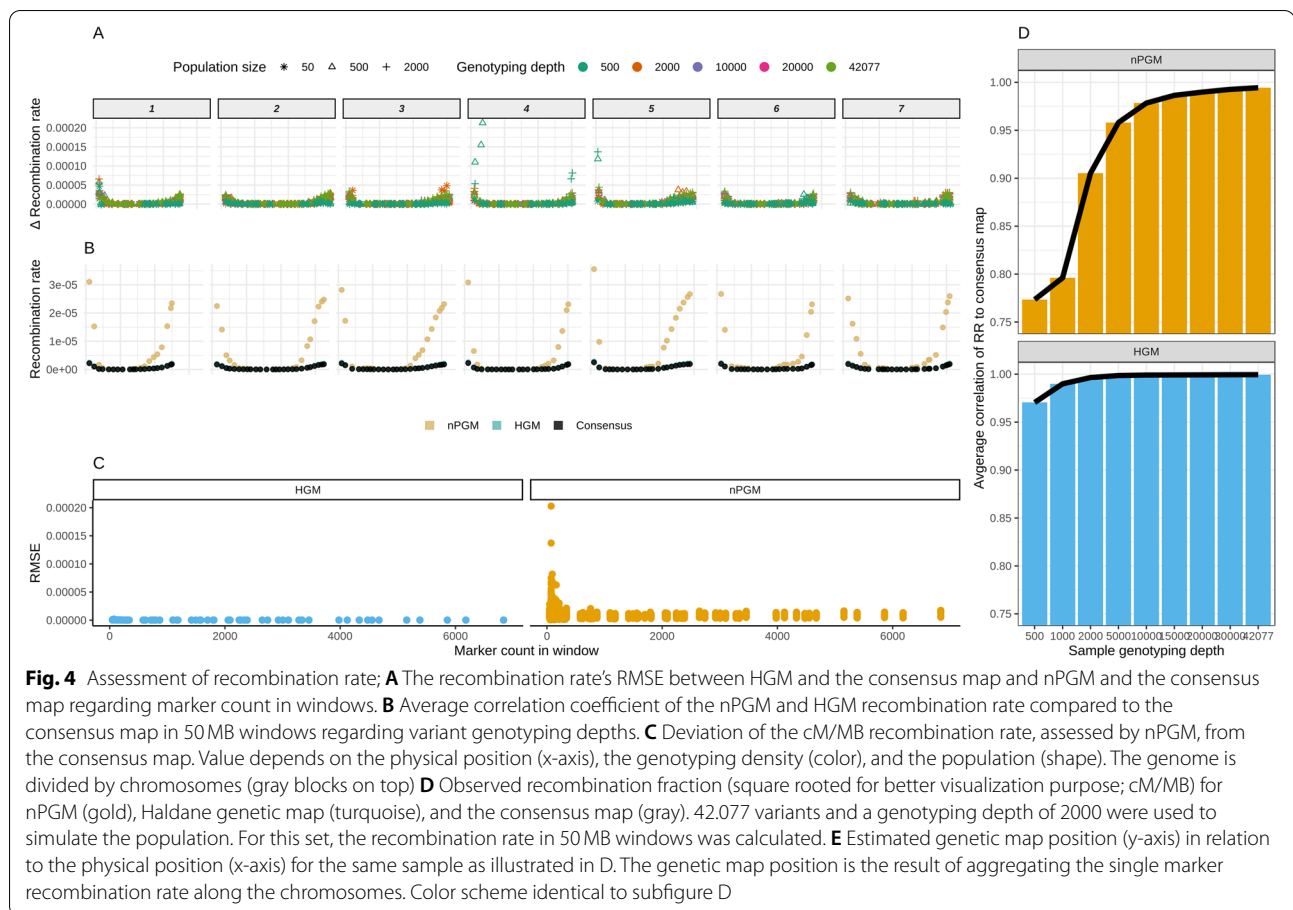 A
Population size 50 500 2000 Genotyping depth 500 2000 10000 20000 42077
1 2 3 4 5 6 7
Δ Recombination rate
0.00020
0.00015
0.00010
0.00005
0.00000
B
Recombination rate
3e-05
2e-05
1e-05
0e+00
nPGM HGM Consensus
C
HGM nPGM
RMSE
0.00020
0.00015
0.00010
0.00005
0.00000
0 2000 4000 6000 0 2000 4000 6000
Marker count in window
D
nPGM
1.00
0.95
0.90
0.85
0.80
0.75
HGM
1.00
0.95
0.90
0.85
0.80
0.75
Avgerage correlation of RR to consensus map
500 1000 2000 5000 10000 15000 20000 30000 42077
Sample genotyping depth
Fig. 4 Assessment of recombination rate; A The recombination rate's RMSE between HGM and the consensus map and nPGM and the consensus
map regarding marker count in windows. B Average correlation coefficient of the nPGM and HGM recombination rate compared to the
consensus map in 50 MB windows regarding variant genotyping depths. C Deviation of the cM/MB recombination rate, assessed by nPGM, from
the consensus map. Value depends on the physical position (x-axis), the genotyping density (color), and the population (shape). The genome is
divided by chromosomes (gray blocks on top) D Observed recombination fraction (square rooted for better visualization purpose; cM/MB) for
nPGM (gold), Haldane genetic map (turquoise), and the consensus map (gray). 42.077 variants and a genotyping depth of 2000 were used to
simulate the population. For this set, the recombination rate in 50 MB windows was calculated. E Estimated genetic map position (y-axis) in relation
to the physical position (x-axis) for the same sample as illustrated in D. The genetic map position is the result of aggregating the single marker
recombination rate along the chromosomes. Color scheme identical to subfigure D